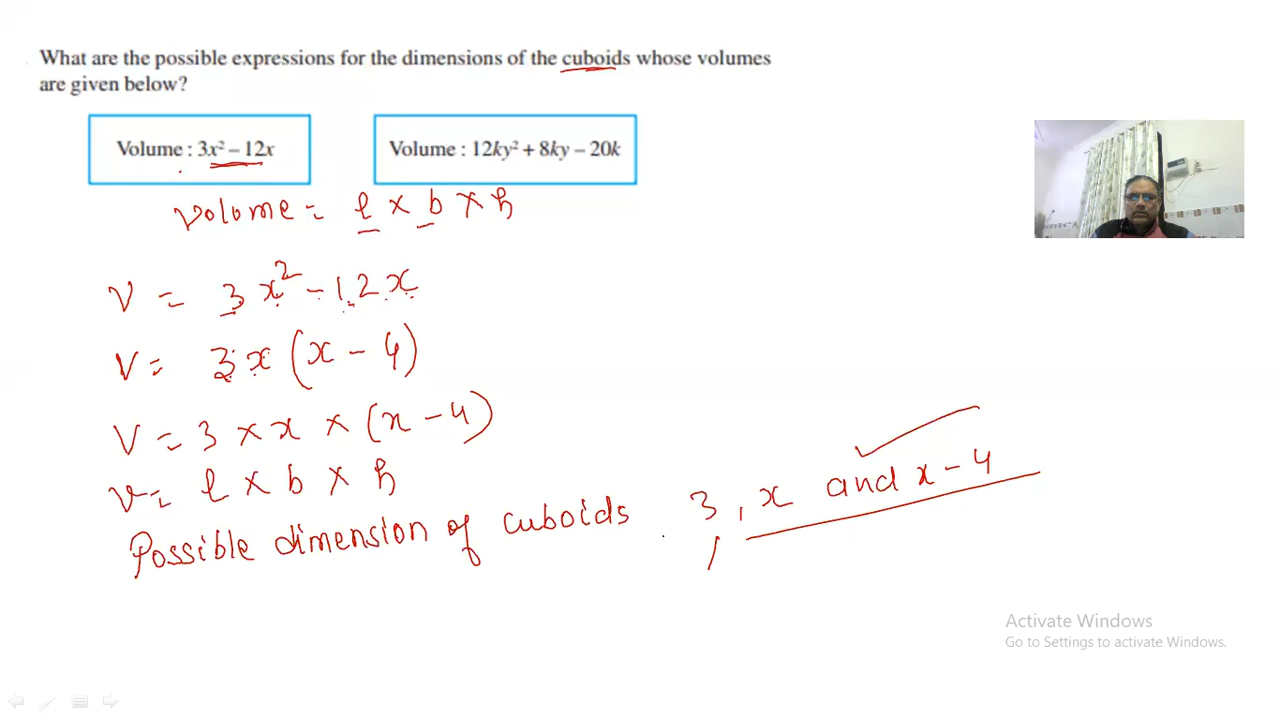 What are the possible expressions for the dimensions of the cuboids whose volumes
are given below?
Volume : 3x² – 12x
Volume : 12ky² + 8ky – 20k
Volome = l × b × h
V = 3x² - 12x
V = 3x (x - 4)
V = 3 × x × (x - 4)
V = l × b × h
Possible dimension of cuboids 3, x and x - 4
Activate Windows
Go to Settings to activate Windows.